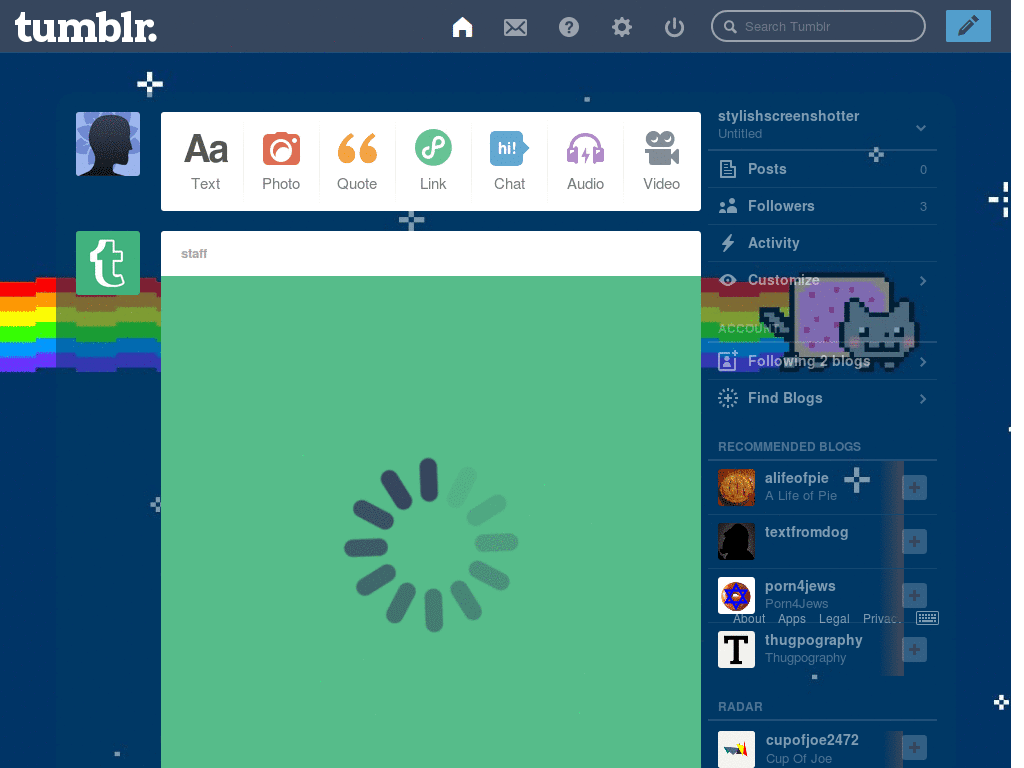 tumblr.
Search Tumblr
Aa
hi!
Text
Photo
Quote
Link
Chat
Audio
Video
t
staff
stylishscreenshotter
Untitled
Posts 0
Followers 3
Activity
Customize
ACCOUNT
Following 2 blogs
Find Blogs
RECOMMENDED BLOGS
alifeofpie
A Life of Pie
textfromdog
porn4jews
Porn4Jews
About Apps Legal Privacy
T
thugpography
Thugpography
RADAR
cupofjoe2472
Cup Of Joe